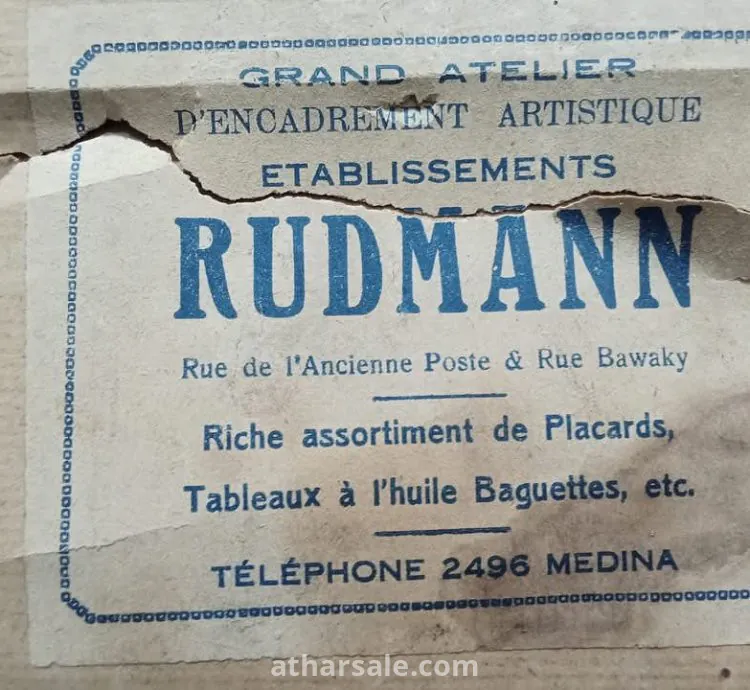 GRAND ATELIER
D'ENCADREMENT ARTISTIQUE
ETABLISSEMENTS
RUDMANN
Rue de l'Ancienne Poste & Rue Bawaky
Riche assortiment de Placards,
Tableaux à l'huile Baguettes, etc.
TÉLÉPHONE 2496 MEDINA
atharsale.com